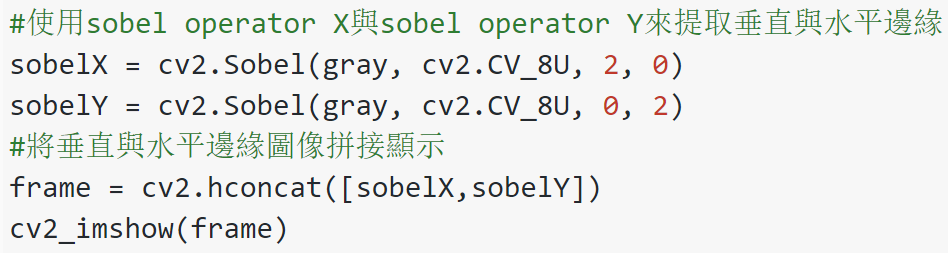 #使用sobel operator X與sobel operator Y來提取垂直與水平邊緣
sobelX = cv2.Sobel(gray, cv2.CV_8U, 2, 0)
sobelY = cv2.Sobel(gray, cv2.CV_8U, 0, 2)
#將垂直與水平邊緣圖像拼接顯示
frame = cv2.hconcat([sobelX,sobelY])
cv2_imshow(frame)